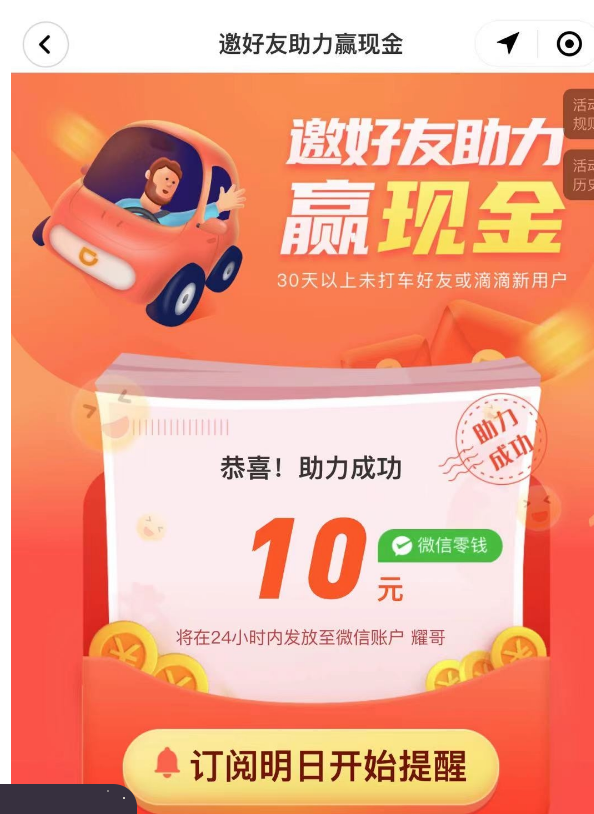 邀好友助力赢现金
活动
规则
邀好友助力
赢现金
活动
历史
30天以上未打车好友或滴滴新用户
助力
成功
恭喜！助力成功
10元
微信零钱
将在24小时内发放至微信账户 耀哥
订阅明日开始提醒